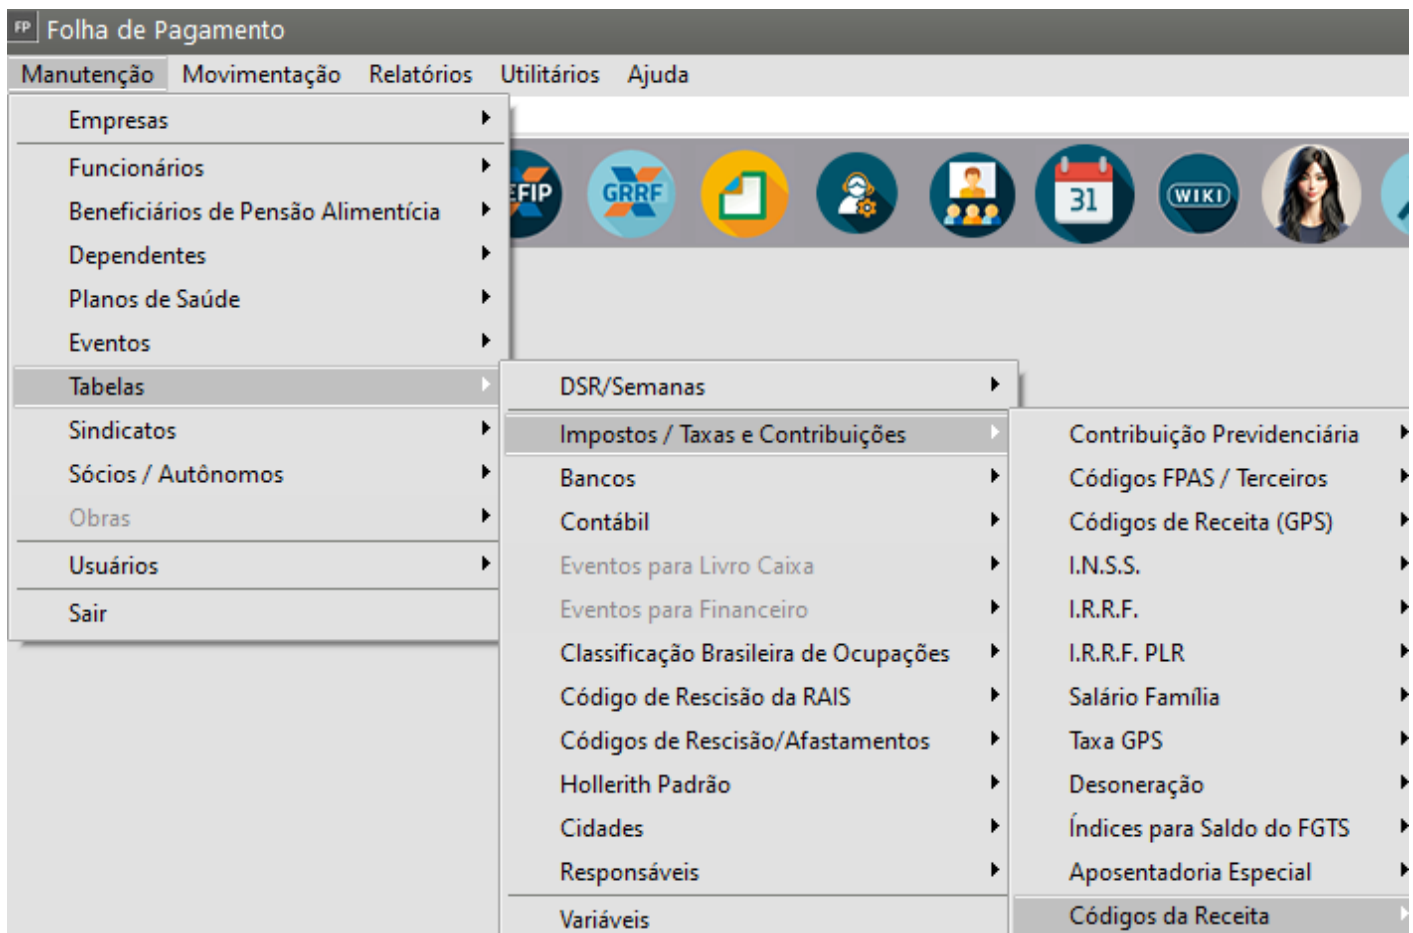 FP Folha de Pagamento
Manutenção Movimentação Relatórios Utilitários Ajuda
Empresas
Funcionários
Beneficiários de Pensão Alimentícia
Dependentes
Planos de Saúde
Eventos
Tabelas
Sindicatos
Sócios / Autônomos
Obras
Usuários
Sair
EFIP GRRF 31 WIKI
DSR/Semanas
Impostos / Taxas e Contribuições
Bancos
Contábil
Eventos para Livro Caixa
Eventos para Financeiro
Classificação Brasileira de Ocupações
Código de Rescisão da RAIS
Códigos de Rescisão/Afastamentos
Hollerith Padrão
Cidades
Responsáveis
Variáveis
Contribuição Previdenciária
Códigos FPAS / Terceiros
Códigos de Receita (GPS)
I.N.S.S.
I.R.R.F.
I.R.R.F. PLR
Salário Família
Taxa GPS
Desoneração
Índices para Saldo do FGTS
Aposentadoria Especial
Códigos da Receita